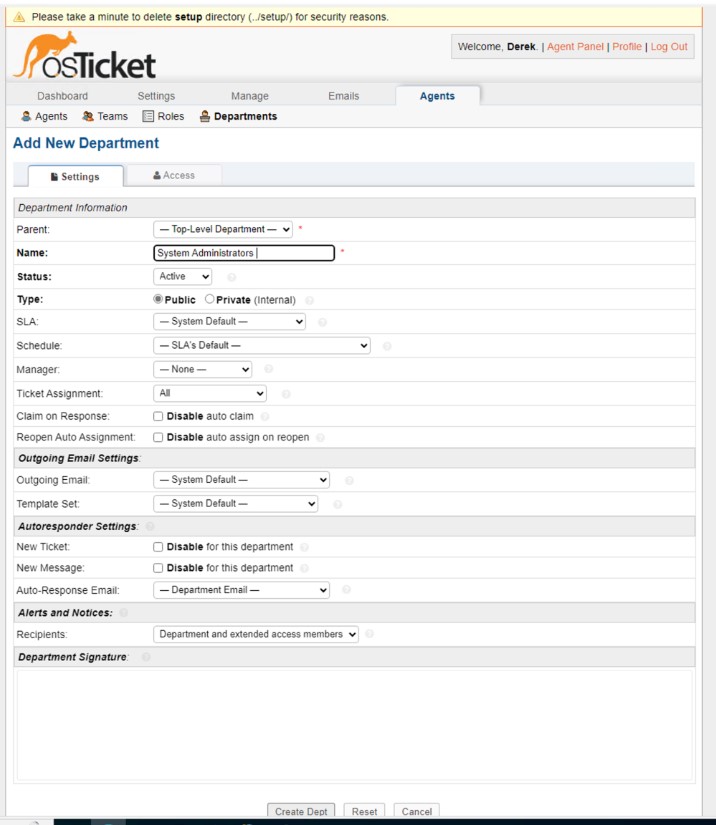 Please take a minute to delete setup directory (../setup/) for security reasons.
osTicket
Welcome, Derek. | Agent Panel | Profile | Log Out
Dashboard Settings Manage Emails Agents
Agents Teams Roles Departments
Add New Department
Settings Access
Department Information
Parent: — Top-Level Department — *
Name: System Administrators *
Status: Active
Type: Public Private (Internal)
SLA: — System Default —
Schedule: — SLA's Default —
Manager: — None —
Ticket Assignment: All
Claim on Response: Disable auto claim
Reopen Auto Assignment: Disable auto assign on reopen
Outgoing Email Settings:
Outgoing Email: — System Default —
Template Set: — System Default —
Autoresponder Settings:
New Ticket: Disable for this department
New Message: Disable for this department
Auto-Response Email: — Department Email —
Alerts and Notices:
Recipients: Department and extended access members
Department Signature:
Create Dept Reset Cancel